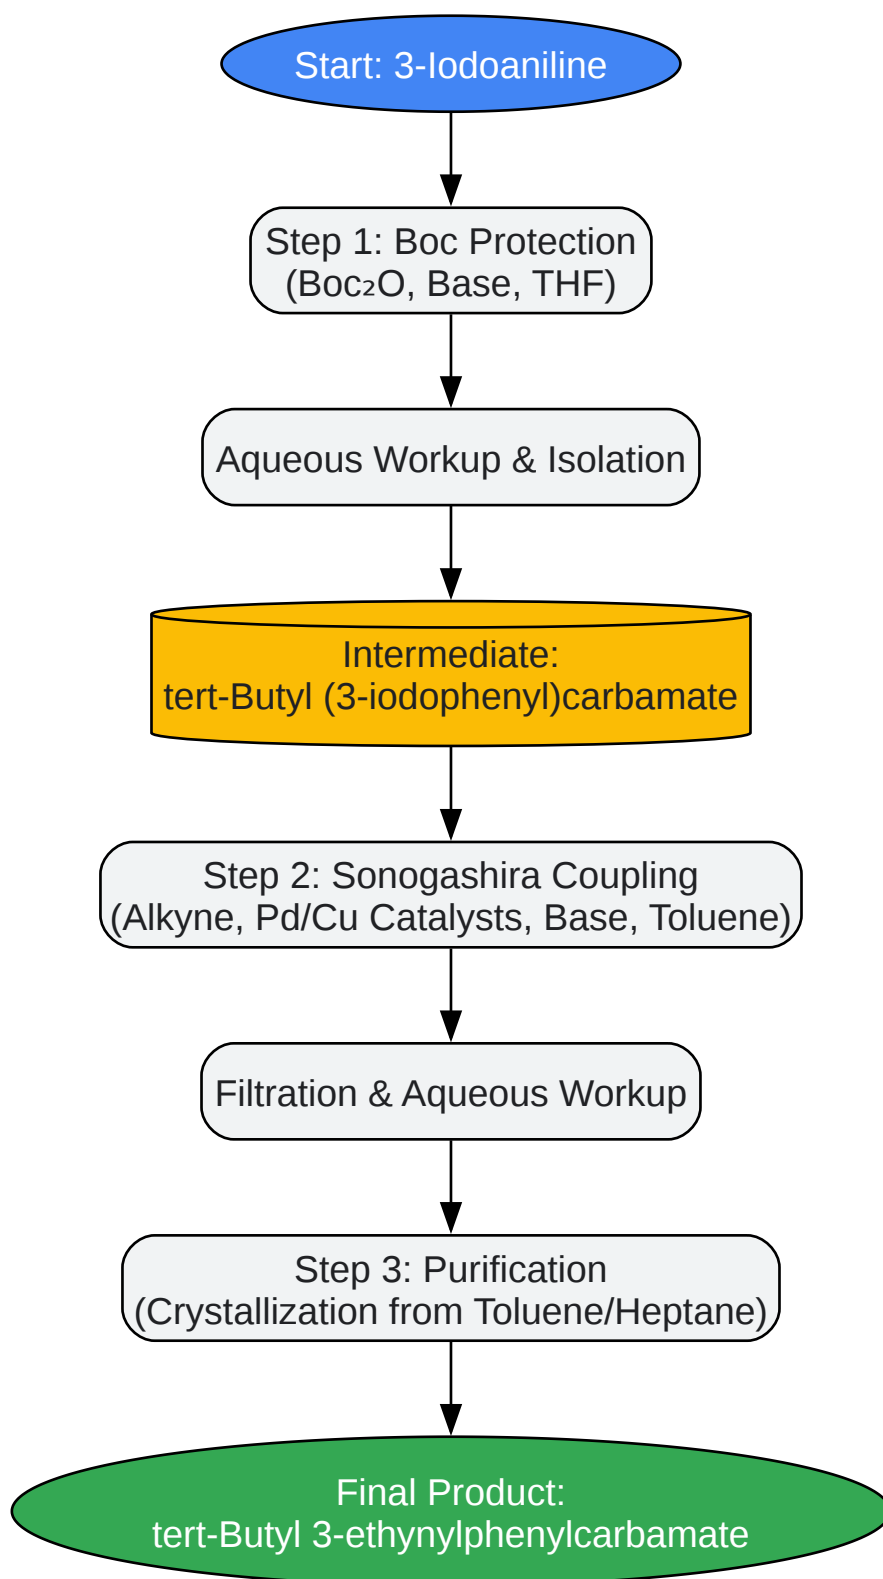 Start: 3-Iodoaniline
Step 1: Boc Protection
(Boc₂O, Base, THF)
Aqueous Workup & Isolation
Intermediate:
tert-Butyl (3-iodophenyl)carbamate
Step 2: Sonogashira Coupling
(Alkyne, Pd/Cu Catalysts, Base, Toluene)
Filtration & Aqueous Workup
Step 3: Purification
(Crystallization from Toluene/Heptane)
Final Product:
tert-Butyl 3-ethynylphenylcarbamate